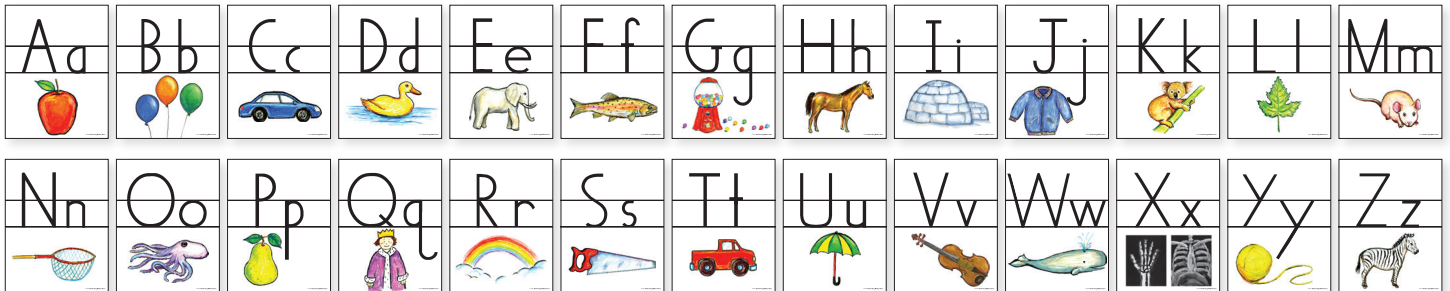 Aa Bb Cc Dd Ee Ff Gg Hh Ii Jj Kk Ll Mm
Nn Oo Pp Qq Rr Ss Tt Uu Vv Ww Xx Yy Zz